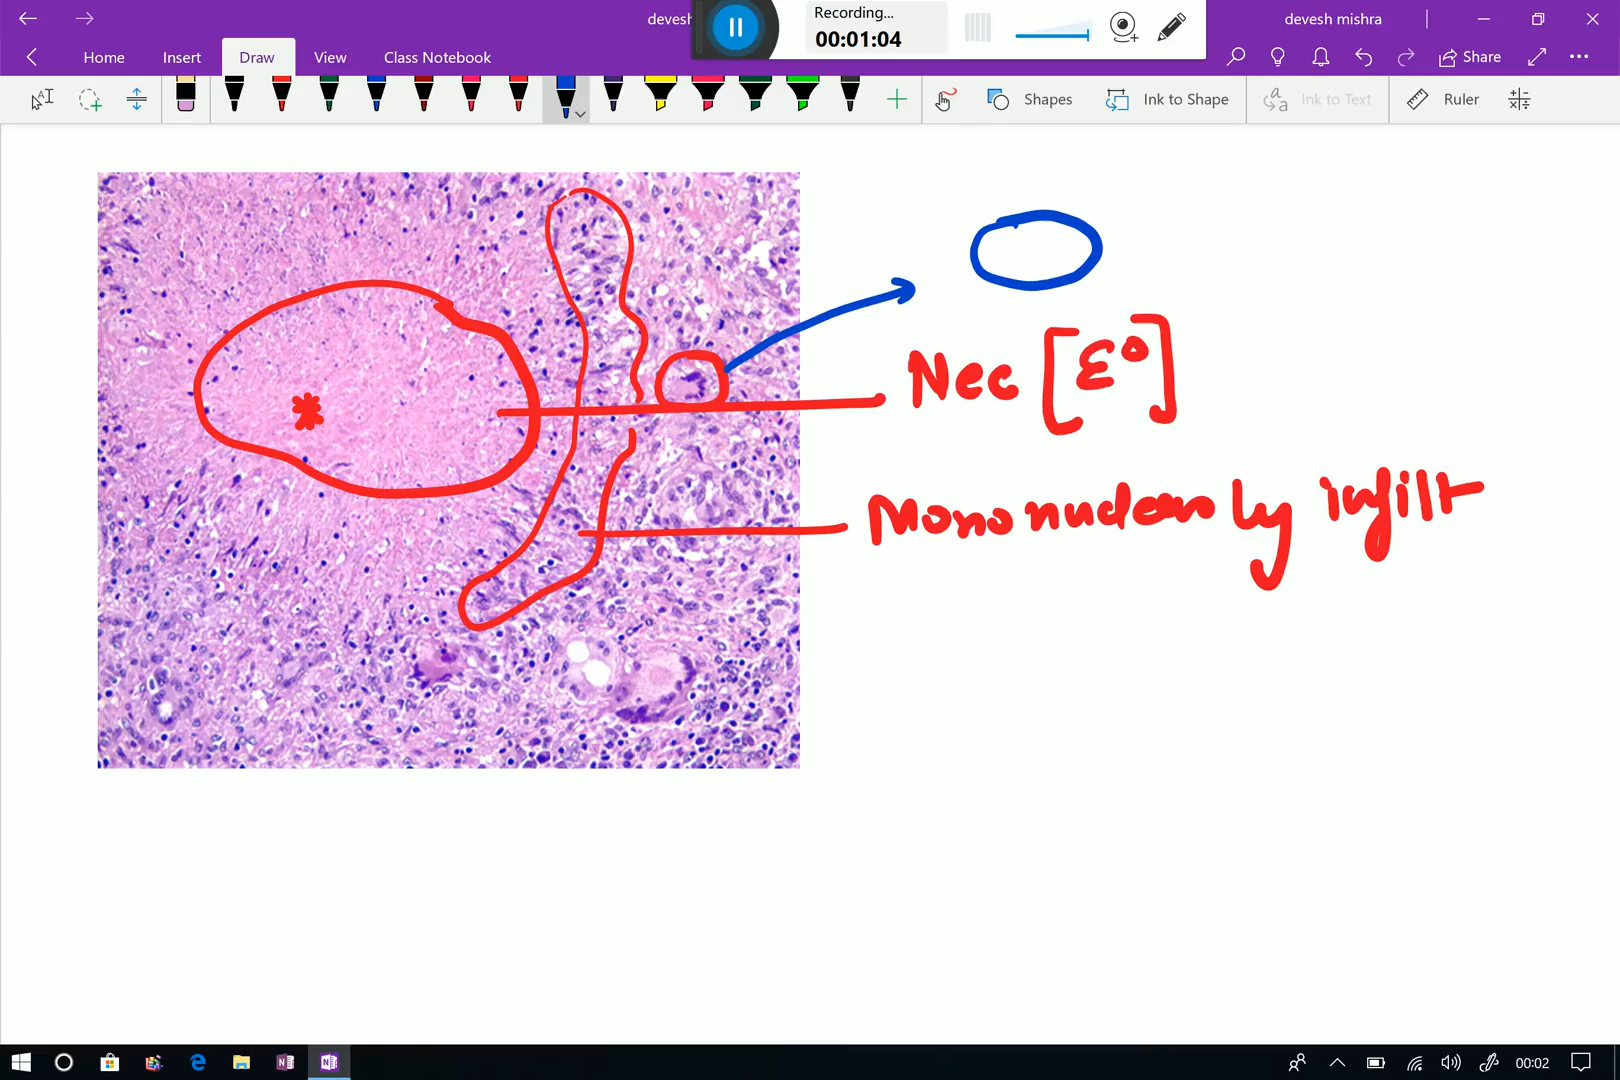 devesh
Recording...
00:01:04
devesh mishra
Home Insert Draw View Class Notebook
Share
Shapes Ink to Shape Ink to Text Ruler
Nec [ε°]
Mononuclear ly infilt
00:02